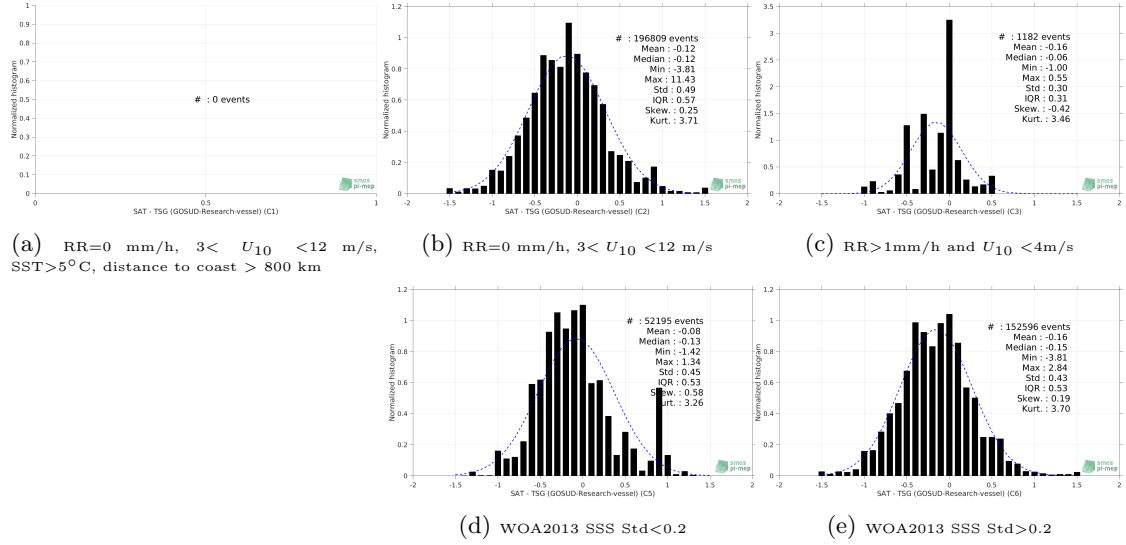 1
0.9
0.8
0.7
0.6
0.5
0.4
0.3
0.2
0.1
0
Normalized histogram
# : 0 events
smos
pi-mep
0 1
SAT - TSG (GOSUD-Research-vessel) (C1)
(a) RR=0 mm/h, 3< U10 <12 m/s,
SST>5°C, distance to coast > 800 km
1.2
1
0.8
0.6
0.4
0.2
0
Normalized histogram
# : 196809 events
Mean : -0.12
Median : -0.12
Min : -3.81
Max : 11.43
Std : 0.49
IQR : 0.57
Skew. : 0.25
Kurt. : 3.71
smos
pi-mep
-2 -1.5 -1 -0.5 0 0.5 1 1.5 2
SAT - TSG (GOSUD-Research-vessel) (C2)
(b) RR=0 mm/h, 3< U10 <12 m/s
3.5
3
2.5
2
1.5
1
0.5
0
Normalized histogram
# : 1182 events
Mean : -0.16
Median : -0.06
Min : -1.00
Max : 0.55
Std : 0.30
IQR : 0.31
Skew. : -0.42
Kurt. : 3.46
smos
pi-mep
-2 -1.5 -1 -0.5 0 0.5 1 1.5 2
SAT - TSG (GOSUD-Research-vessel) (C3)
(c) RR>1mm/h and U10 <4m/s
1.2
1
0.8
0.6
0.4
0.2
0
Normalized histogram
# : 52195 events
Mean : -0.08
Median : -0.13
Min : -1.42
Max : 1.34
Std : 0.45
IQR : 0.53
Skew. : 0.58
Kurt. : 3.26
smos
pi-mep
-2 -1.5 -1 -0.5 0 0.5 1 1.5 2
SAT - TSG (GOSUD-Research-vessel) (C5)
(d) WOA2013 SSS Std<0.2
1.2
1
0.8
0.6
0.4
0.2
0
Normalized histogram
# : 152596 events
Mean : -0.16
Median : -0.15
Min : -3.81
Max : 2.84
Std : 0.43
IQR : 0.53
Skew. : 0.19
Kurt. : 3.70
smos
pi-mep
-2 -1.5 -1 -0.5 0 0.5 1 1.5 2
SAT - TSG (GOSUD-Research-vessel) (C6)
(e) WOA2013 SSS Std>0.2